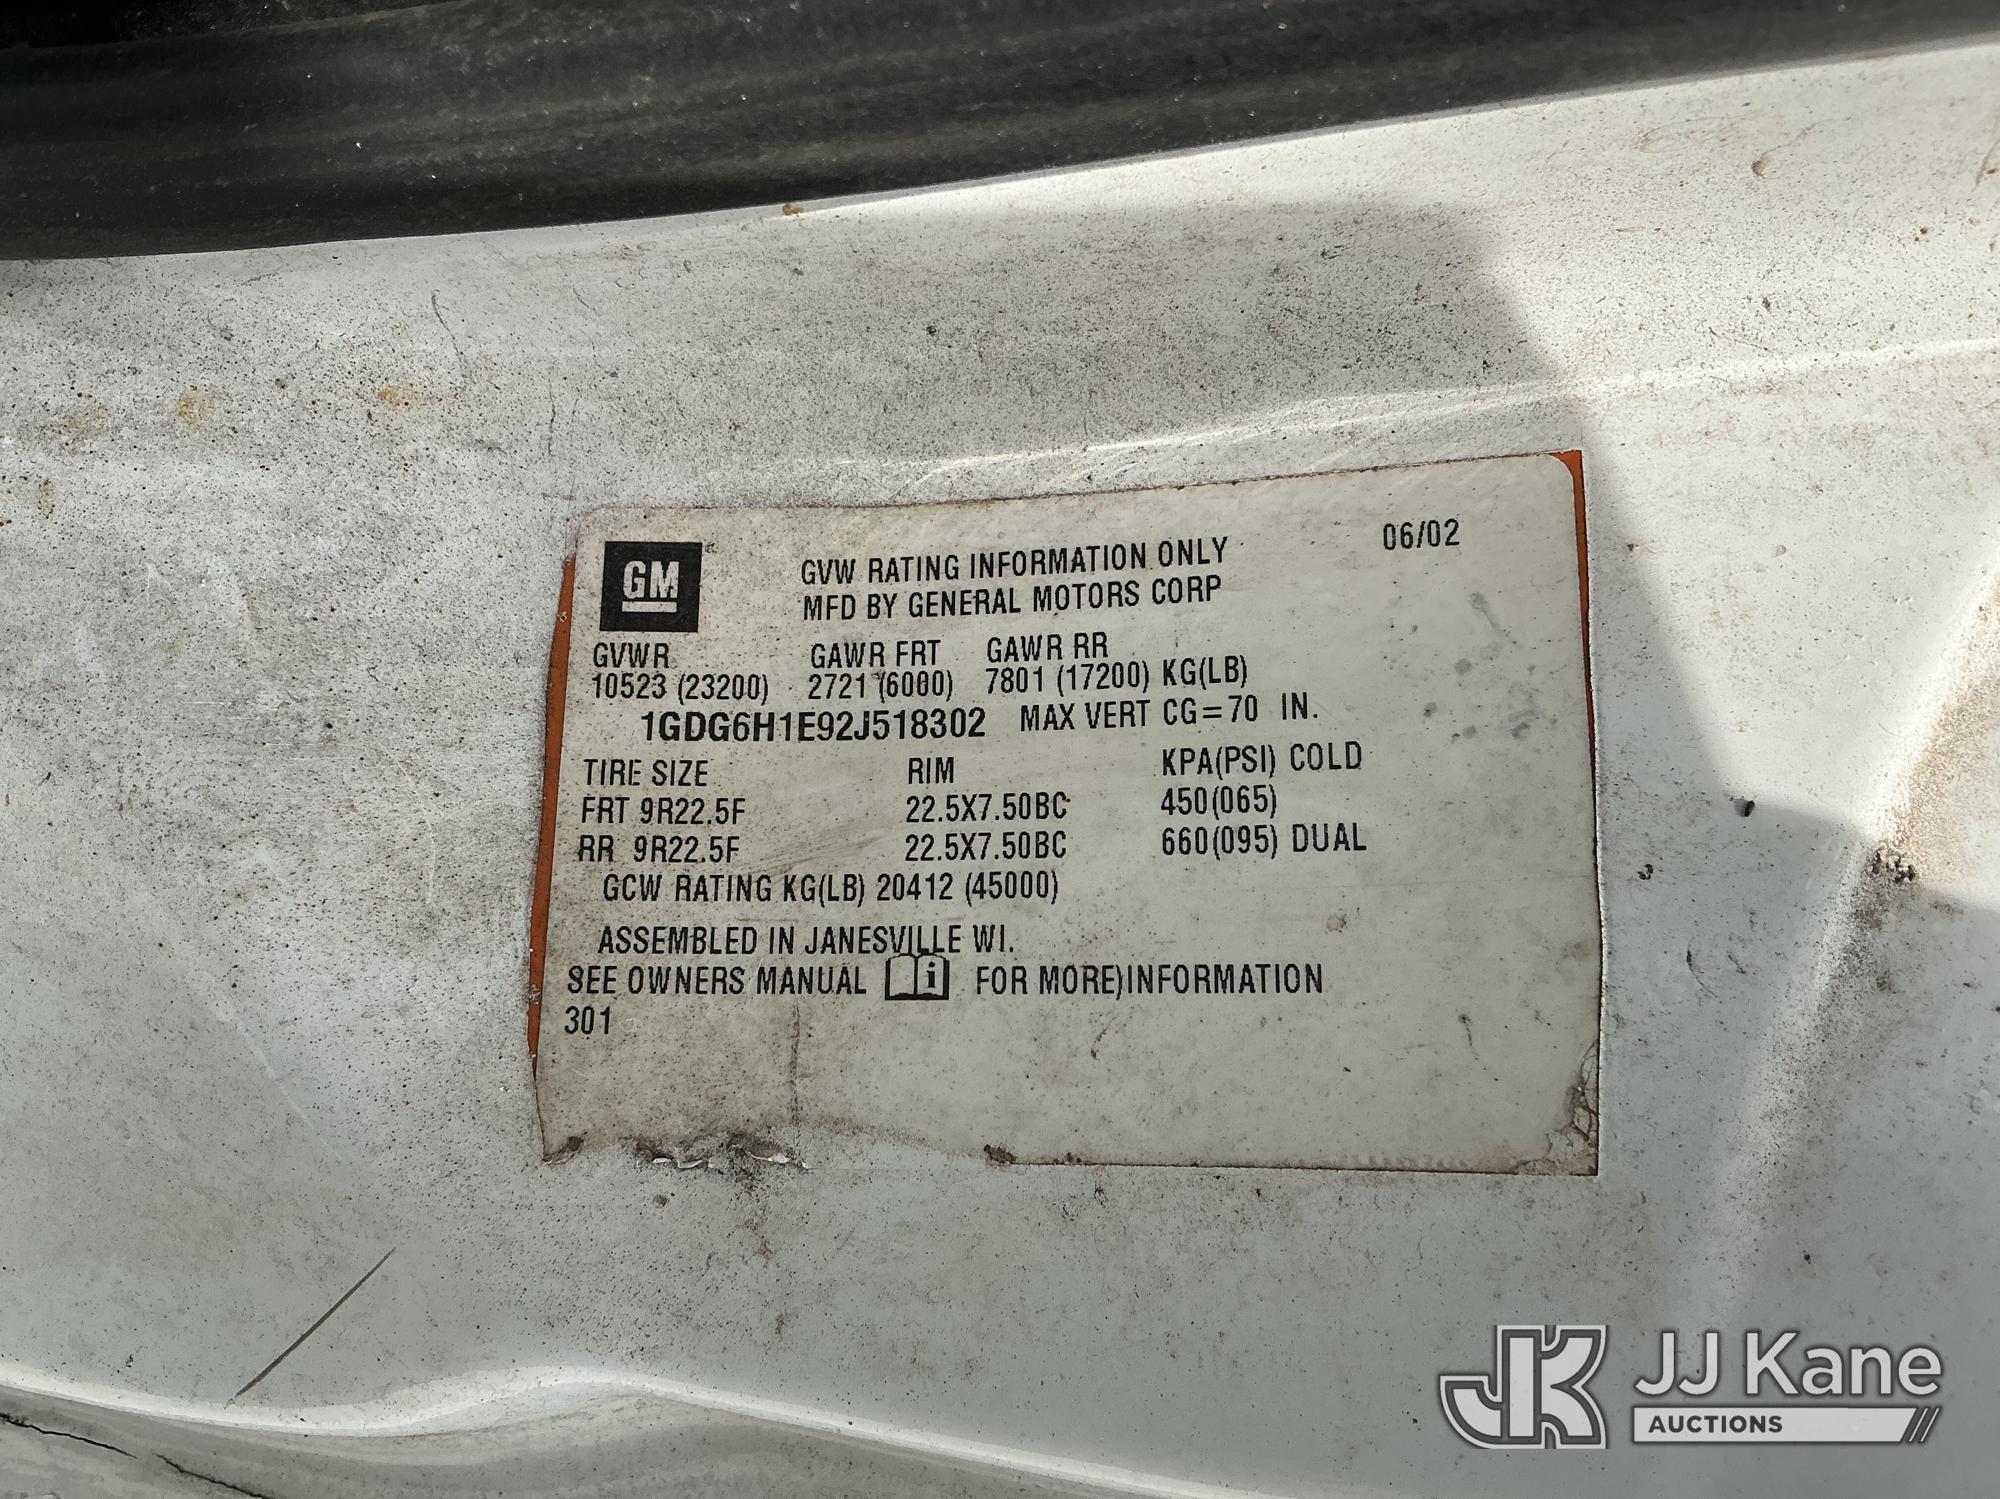 GM
GVW RATING INFORMATION ONLY 06/02
MFD BY GENERAL MOTORS CORP
GVWR GAWR FRT GAWR RR
10523 (23200) 2721 (6000) 7801 (17200) KG(LB)
1GDG6H1E92J518302 MAX VERT CG=70 IN.
TIRE SIZE RIM KPA(PSI) COLD
FRT 9R22.5F 22.5X7.50BC 450(065)
RR 9R22.5F 22.5X7.50BC 660(095) DUAL
GCW RATING KG(LB) 20412 (45000)
ASSEMBLED IN JANESVILLE WI.
SEE OWNERS MANUAL i FOR MORE)INFORMATION
301
JK JJ Kane
AUCTIONS